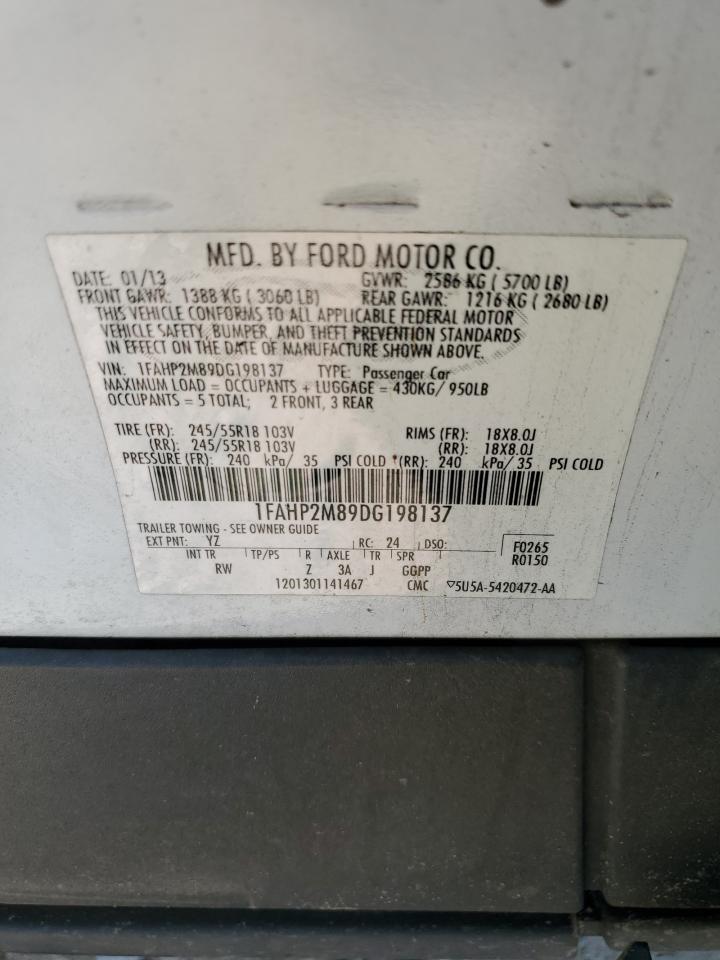 MFD. BY FORD MOTOR CO.
DATE: 01/13 GVWR: 2586 KG ( 5700 LB)
FRONT GAWR: 1388 KG ( 3060 LB) REAR GAWR: 1216 KG ( 2680 LB)
THIS VEHICLE CONFORMS TO ALL APPLICABLE FEDERAL MOTOR
VEHICLE SAFETY, BUMPER, AND THEFT PREVENTION STANDARDS
IN EFFECT ON THE DATE OF MANUFACTURE SHOWN ABOVE.
VIN: 1FAHP2M89DG198137 TYPE: Passenger Car
MAXIMUM LOAD = OCCUPANTS + LUGGAGE = 430KG/ 950LB
OCCUPANTS = 5 TOTAL; 2 FRONT, 3 REAR
TIRE (FR): 245/55R18 103V RIMS (FR): 18X8.0J
(RR): 245/55R18 103V (RR): 18X8.0J
PRESSURE (FR): 240 kPa/ 35 PSI COLD *(RR): 240 kPa/ 35 PSI COLD
1FAHP2M89DG198137
TRAILER TOWING - SEE OWNER GUIDE
EXT PNT: YZ RC: 24 DSO: F0265
INT TR TP/PS R AXLE TR SPR R0150
RW Z 3A J GGPP
1201301141467 CMC ▽5U5A-5420472-AA